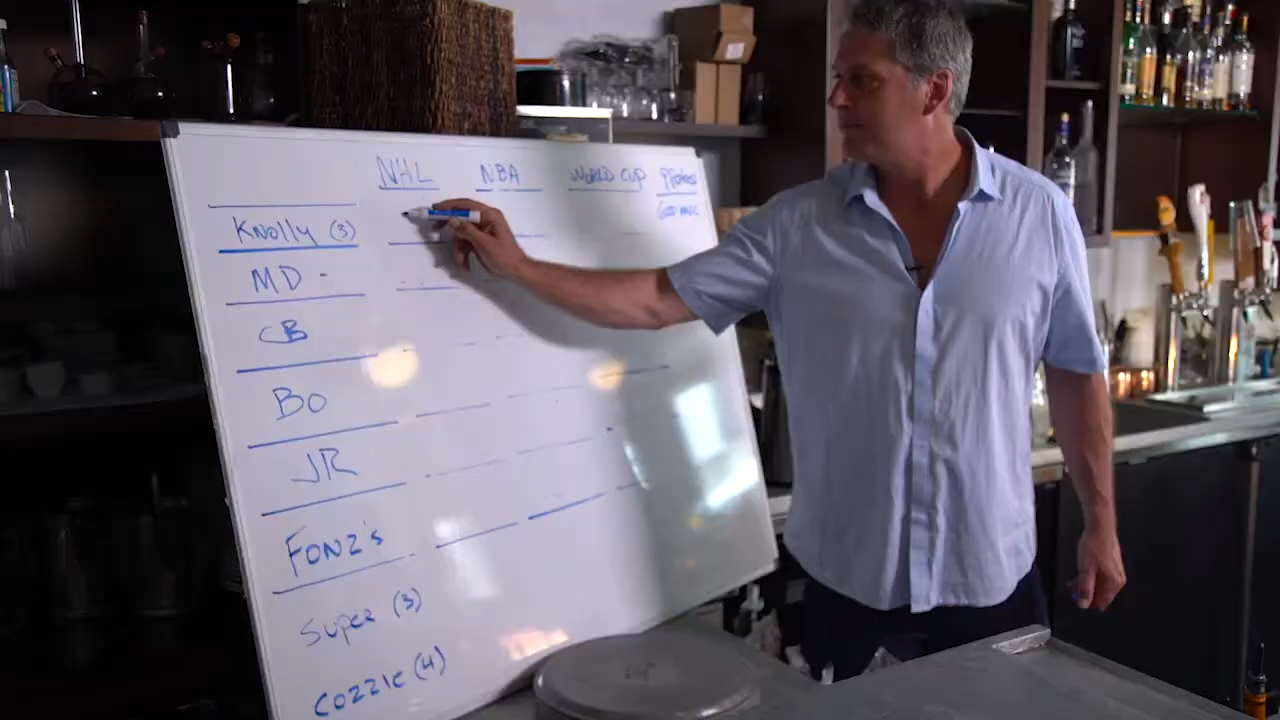 NHL NBA WORLD CUP
Knolly (3)
MD -
CB
BO
JR
FONZ's
Super (3)
Cozzie (4)